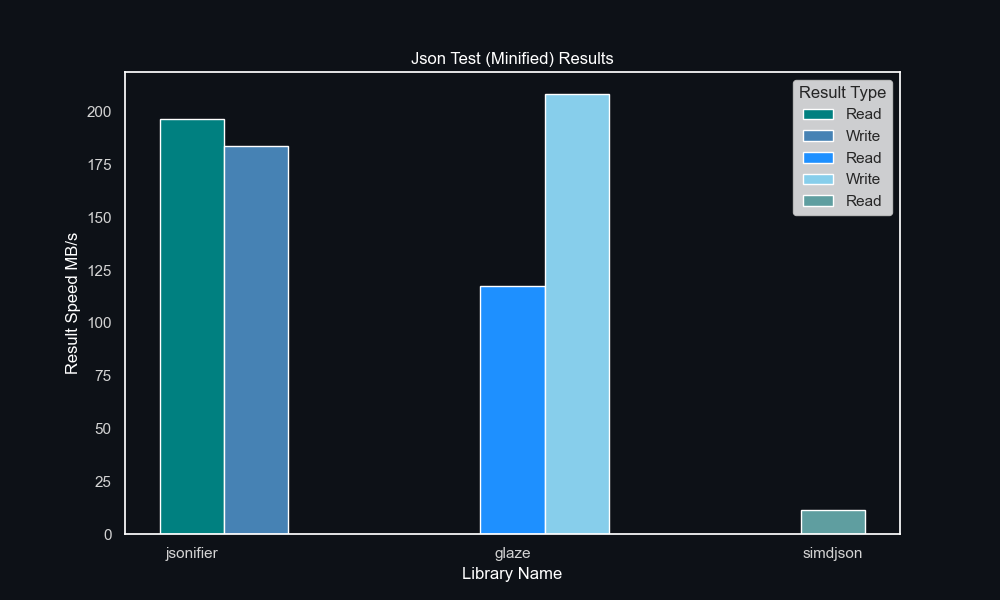 Json Test (Minified) Results
Result Type
Read
Write
Read
Write
Read
200
175
150
125
100
75
50
25
0
Result Speed MB/s
jsonifier
glaze
simdjson
Library Name